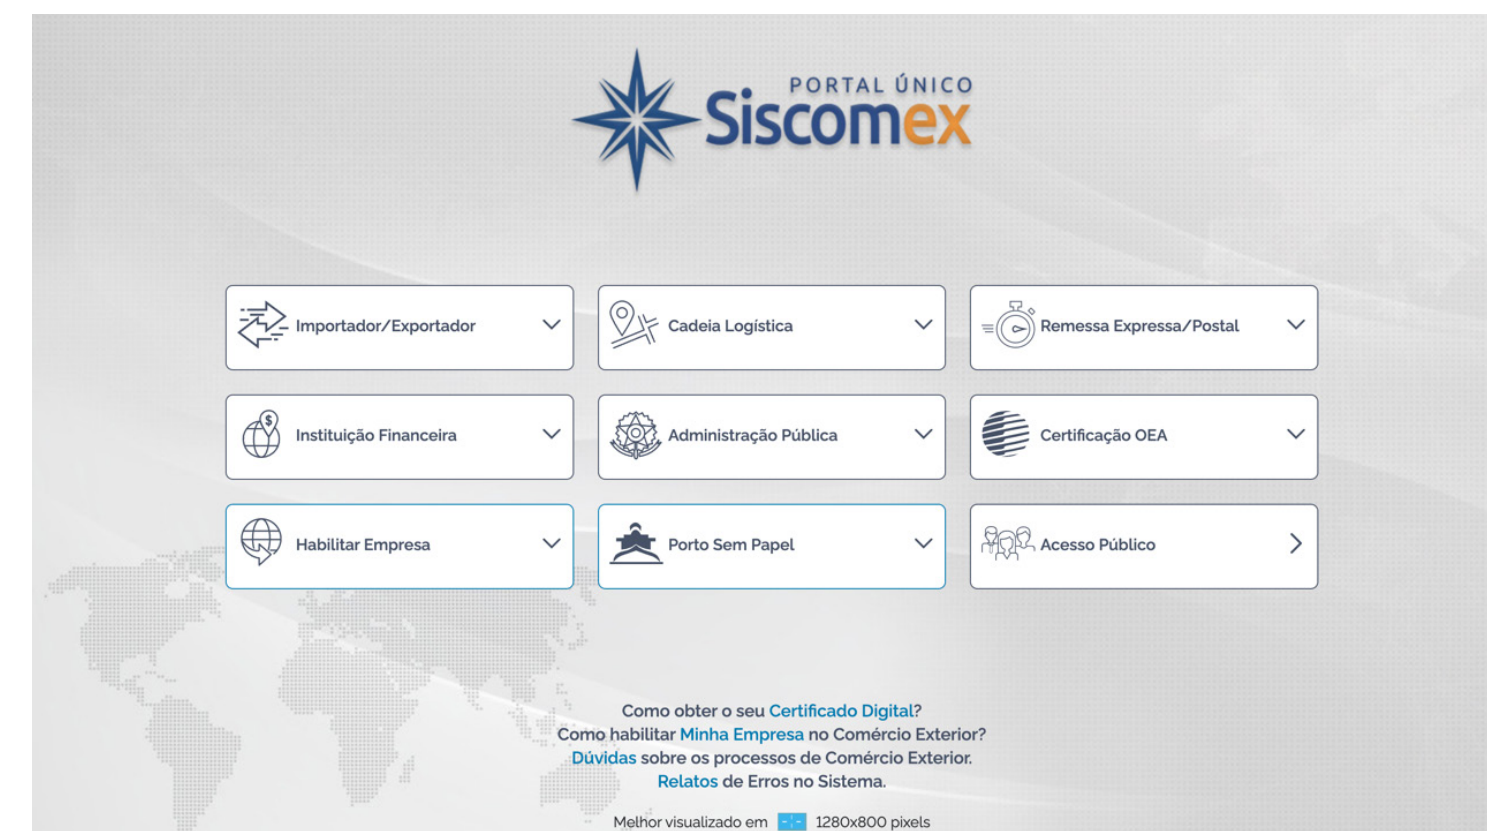 PORTAL ÚNICO
Siscomex
Importador/Exportador
Cadeia Logística
Remessa Expressa/Postal
$
Instituição Financeira
Administração Pública
Certificação OEA
Habilitar Empresa
Porto Sem Papel
Acesso Público
Como obter o seu Certificado Digital?
Como habilitar Minha Empresa no Comércio Exterior?
Dúvidas sobre os processos de Comércio Exterior.
Relatos de Erros no Sistema.
Melhor visualizado em 1280x800 pixels